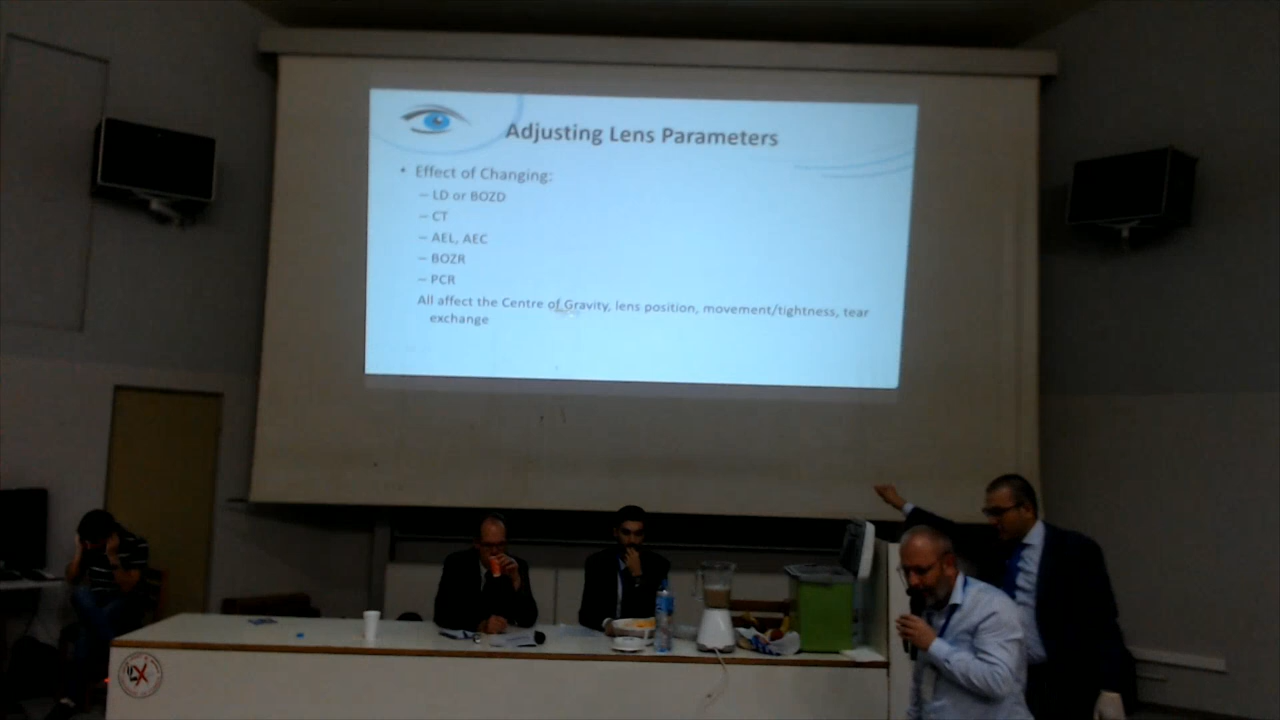 Adjusting Lens Parameters
• Effect of Changing:
– LD or BOZD
– CT
– AEL, AEC
– BOZR
– PCR
All affect the Centre of Gravity, lens position, movement/tightness, tear
exchange